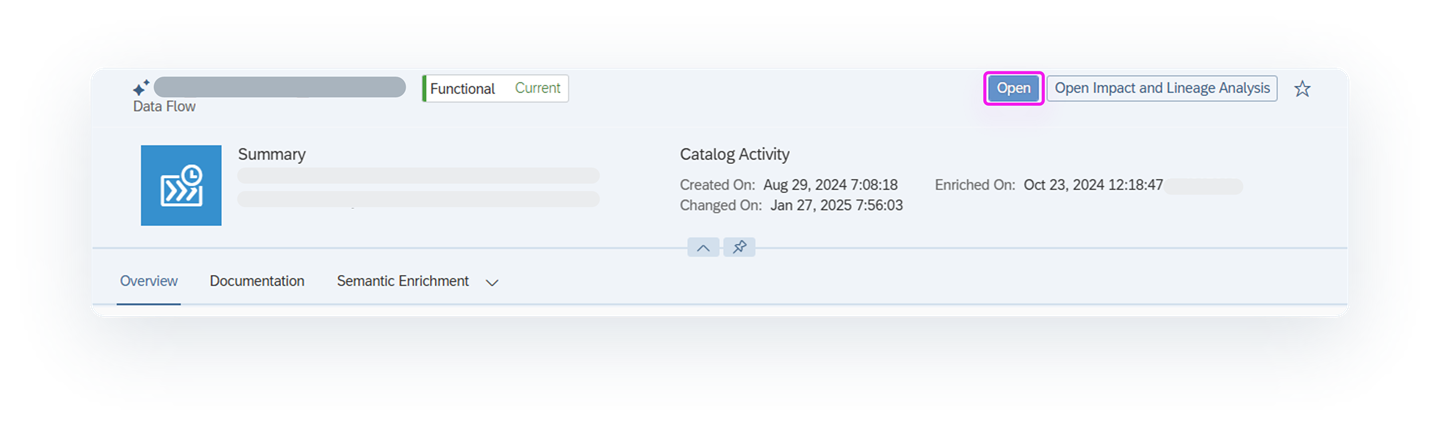 Functional Current
Open
Open Impact and Lineage Analysis
Data Flow
Summary
Catalog Activity
Created On: Aug 29, 2024 7:08:18
Enriched On: Oct 23, 2024 12:18:47
Changed On: Jan 27, 2025 7:56:03
Overview
Documentation
Semantic Enrichment